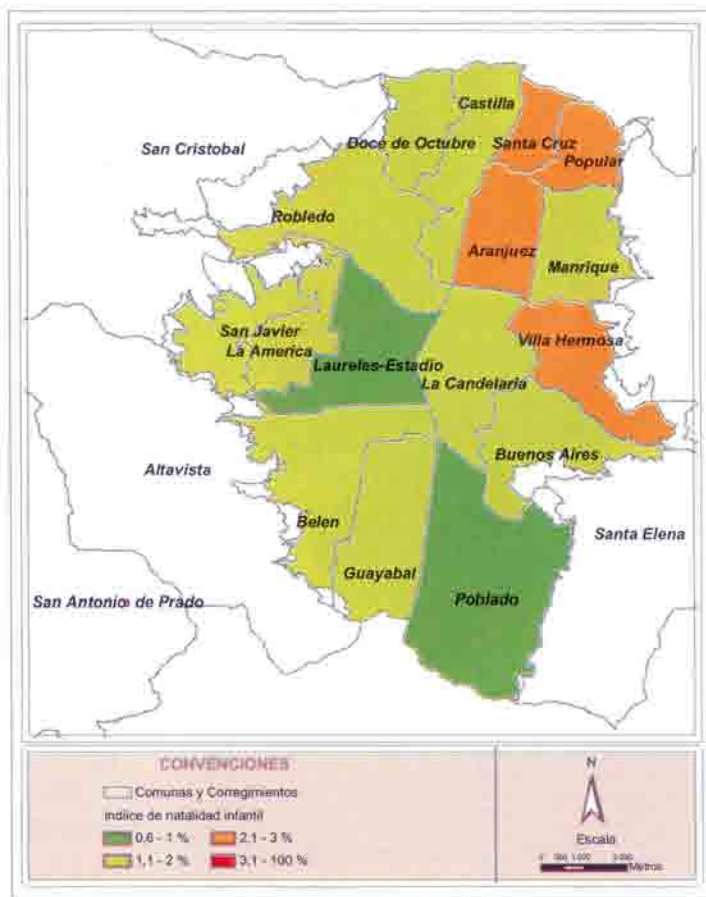 Castilla
San Cristobal
Doce de Octubre
Santa Cruz
Popular
Robledo
Aranjuez
Manrique
San Javier
La America
Villa Hermosa
Laureles-Estadio
La Candelaria
Buenos Aires
Altavista
Belen
Santa Elena
Guayabal
San Antonio de Prado
Poblado
CONVENCIONES
Comunas y Corregimientos
Indice de natalidad infantil
0,6 - 1 %
2,1 - 3 %
1,1 - 2 %
3,1 - 100 %
N
Escala
Metros